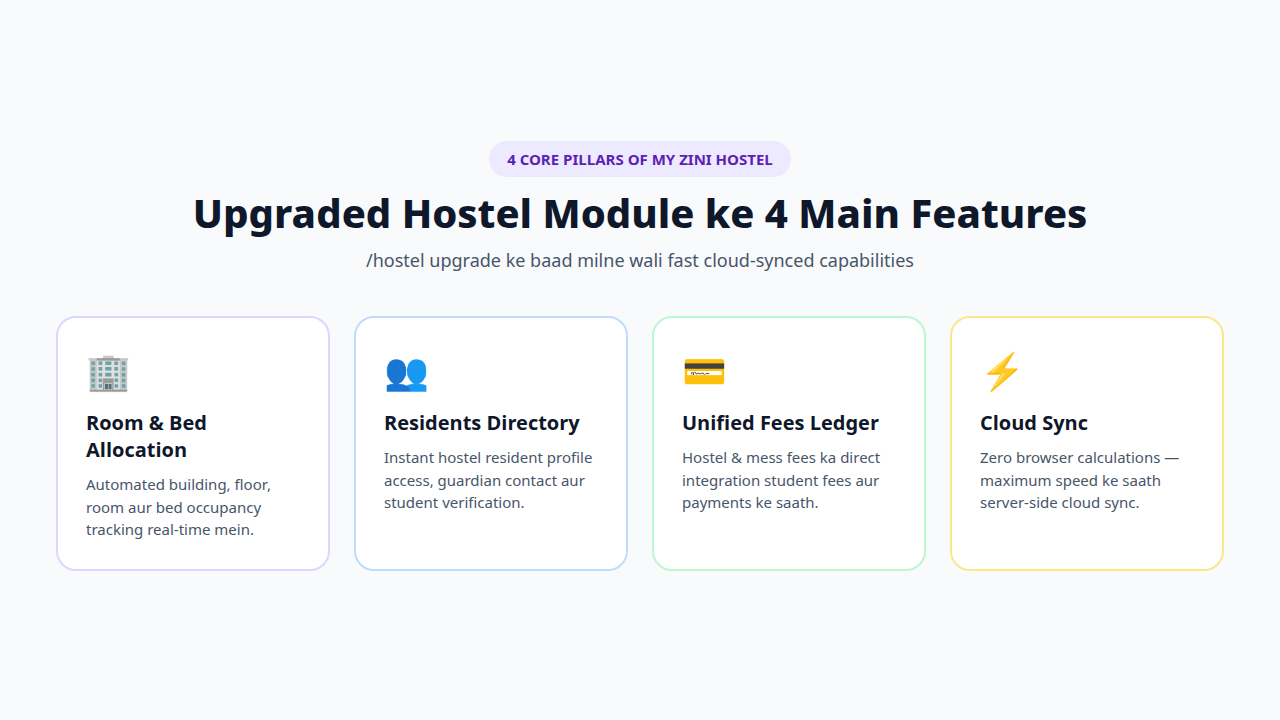 4 CORE PILLARS OF MY ZINI HOSTEL
Upgraded Hostel Module ke 4 Main Features
/hostel upgrade ke baad milne wali fast cloud-synced capabilities
Room & Bed
Allocation
Automated building, floor,
room aur bed occupancy
tracking real-time mein.
Residents Directory
Instant hostel resident profile
access, guardian contact aur
student verification.
Unified Fees Ledger
Hostel & mess fees ka direct
integration student fees aur
payments ke saath.
Cloud Sync
Zero browser calculations —
maximum speed ke saath
server-side cloud sync.